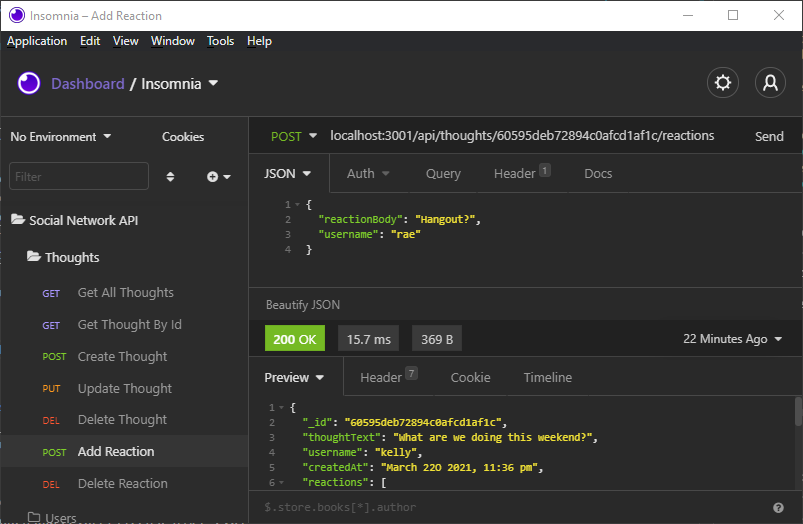 Insomnia – Add Reaction
Application Edit View Window Tools Help
Dashboard / Insomnia
No Environment Cookies
POST localhost:3001/api/thoughts/60595deb72894c0afcd1af1c/reactions Send
Filter
JSON Auth Query Header 1 Docs
1 {
2 "reactionBody": "Hangout?",
3 "username": "rae"
4 }
Social Network API
Thoughts
GET Get All Thoughts
GET Get Thought By Id
POST Create Thought
PUT Update Thought
DEL Delete Thought
POST Add Reaction
DEL Delete Reaction
Users
Beautify JSON
200 OK 15.7 ms 369 B 22 Minutes Ago
Preview Header 7 Cookie Timeline
1 {
2 "_id": "60595deb72894c0afcd1af1c",
3 "thoughtText": "What are we doing this weekend?",
4 "username": "kelly",
5 "createdAt": "March 22O 2021, 11:36 pm",
6 "reactions": [
$.store.books[*].author